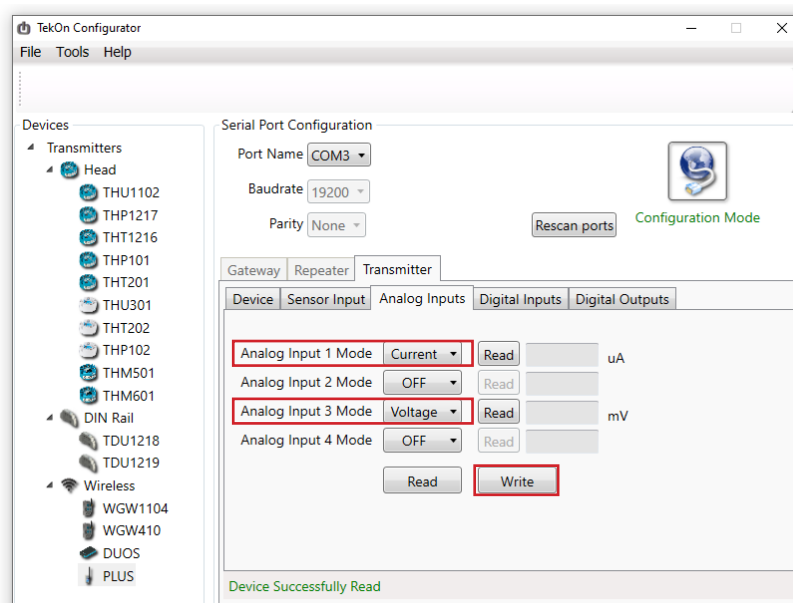 TekOn Configurator
File Tools Help
Devices
Transmitters
Head
THU1102
THP1217
THT1216
THP101
THT201
THU301
THT202
THP102
THM501
THM601
DIN Rail
TDU1218
TDU1219
Wireless
WGW1104
WGW410
DUOS
PLUS
Serial Port Configuration
Port Name COM3
Baudrate 19200
Parity None
Rescan ports
Configuration Mode
Gateway Repeater Transmitter
Device Sensor Input Analog Inputs Digital Inputs Digital Outputs
Analog Input 1 Mode Current Read uA
Analog Input 2 Mode OFF Read
Analog Input 3 Mode Voltage Read mV
Analog Input 4 Mode OFF Read
Read Write
Device Successfully Read